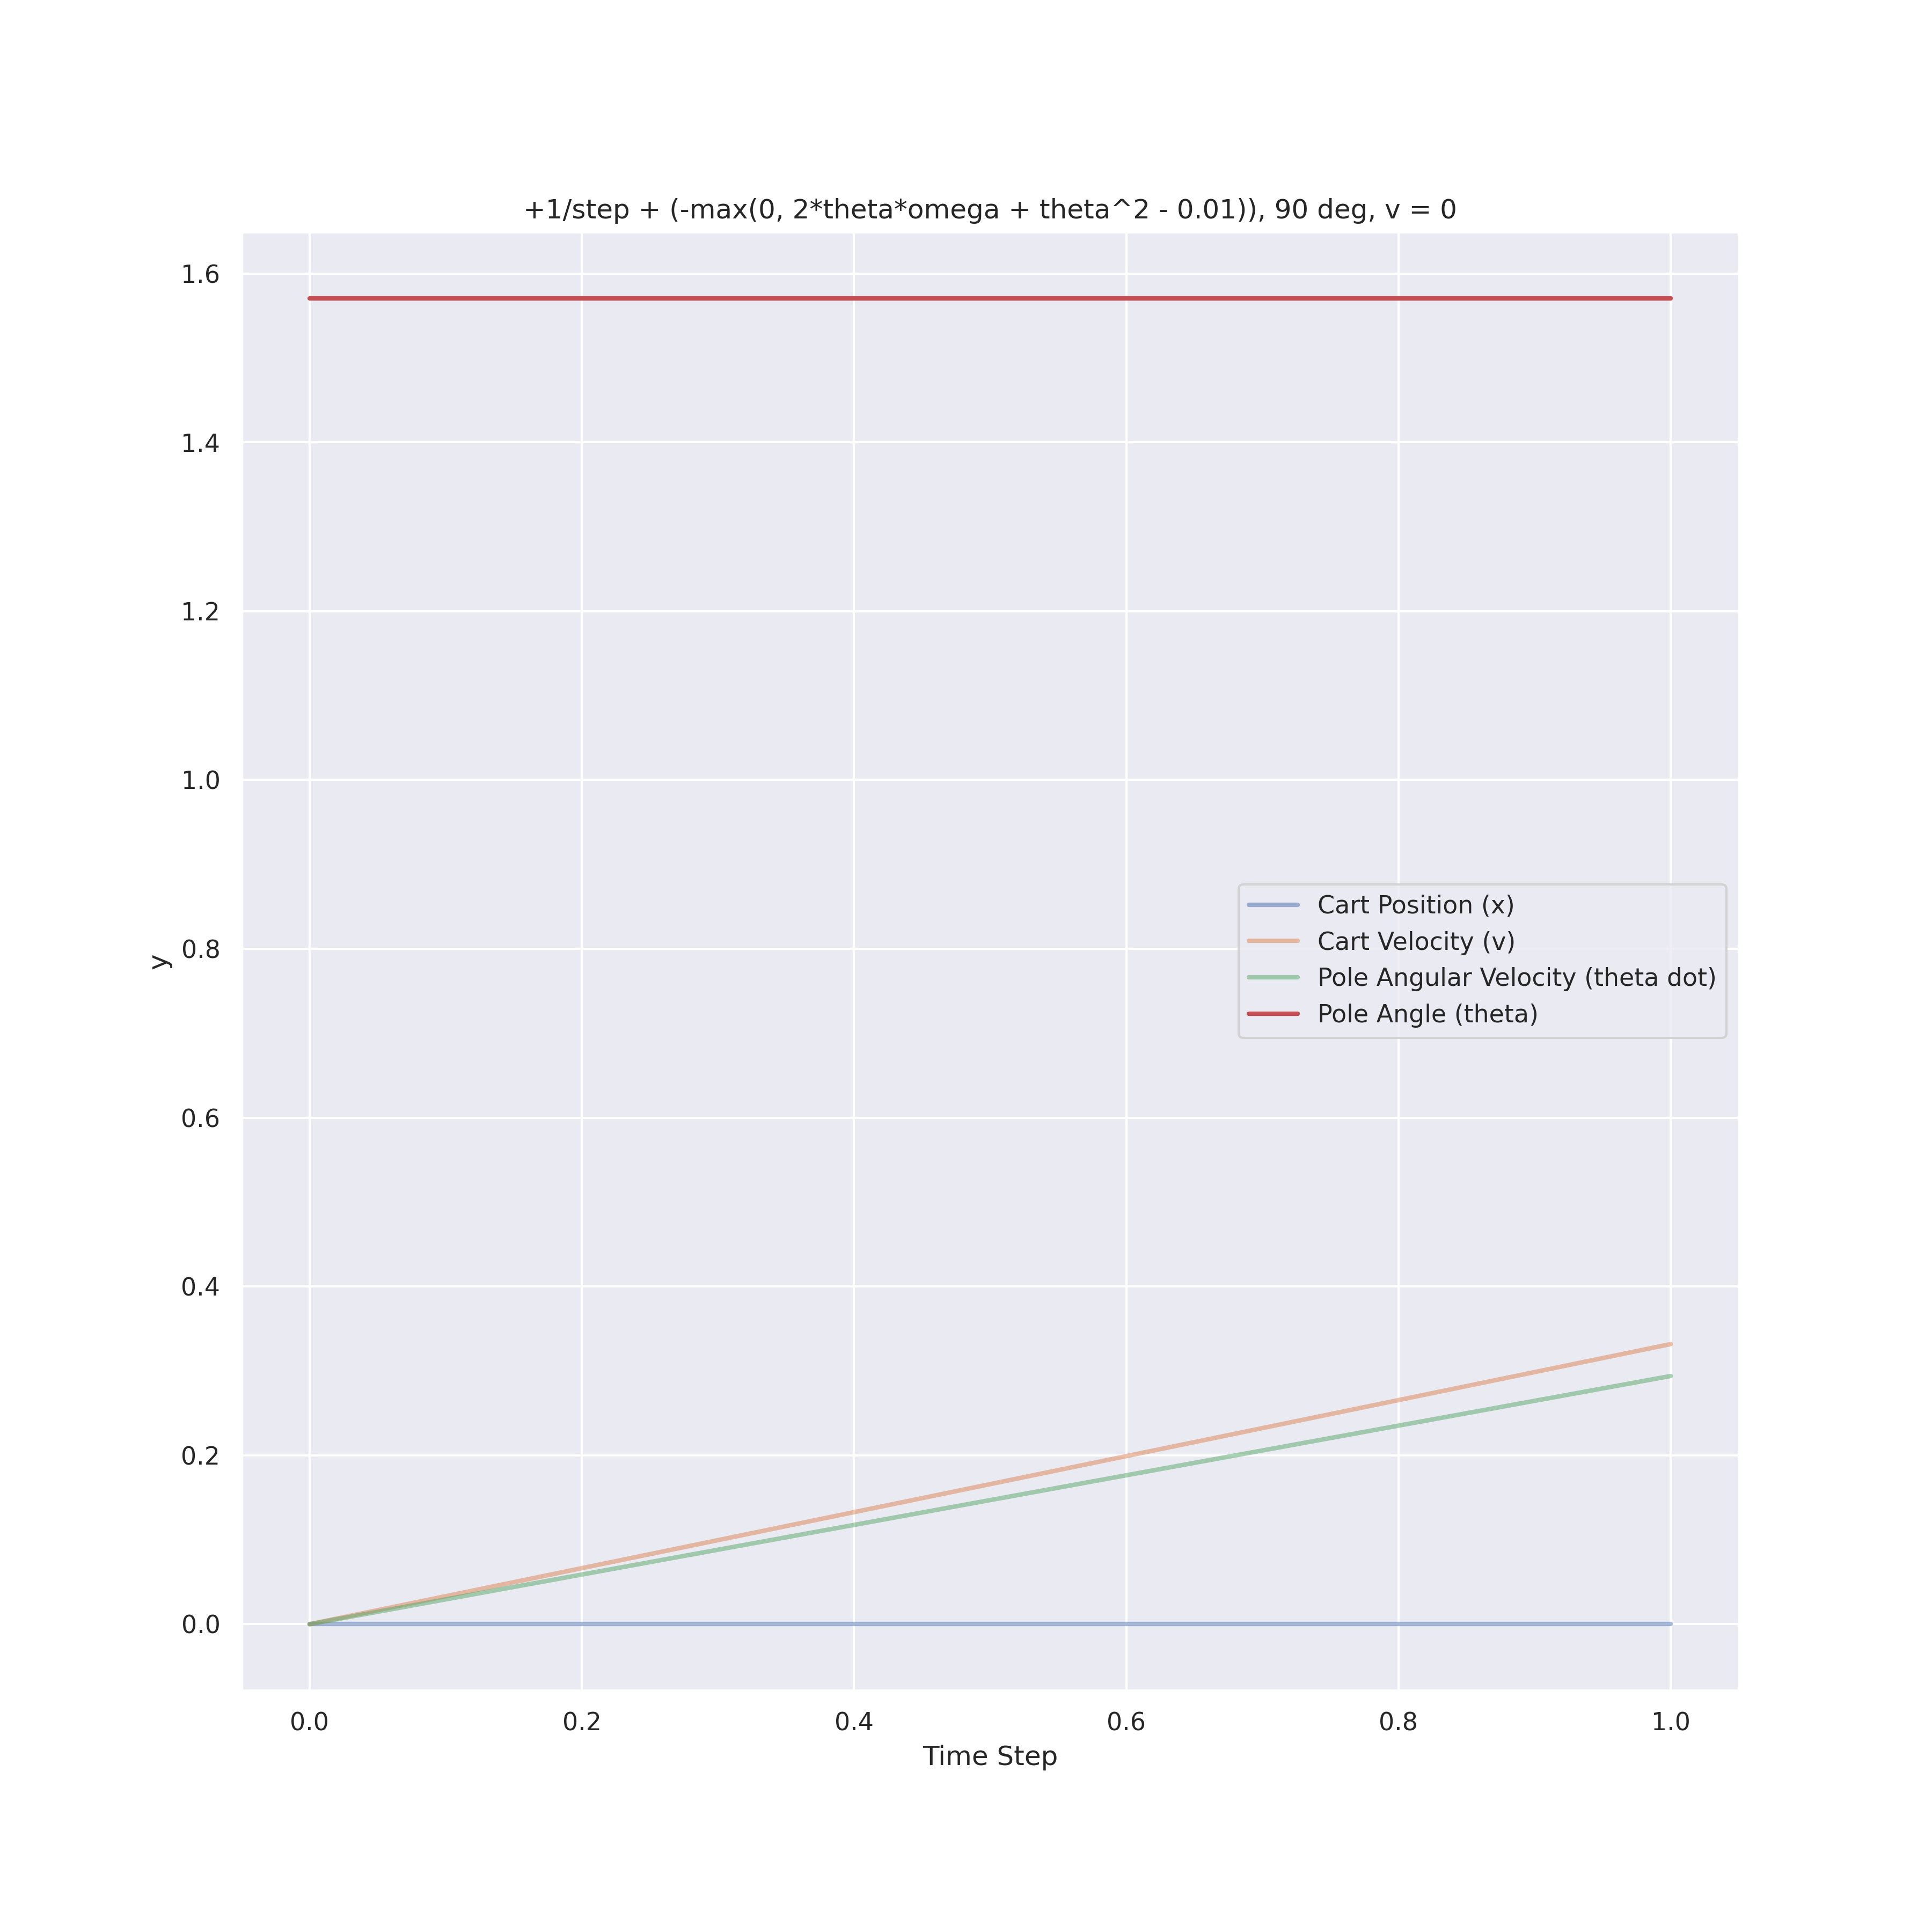 +1/step + (-max(0, 2*theta*omega + theta^2 - 0.01)), 90 deg, v = 0
1.6
1.4
1.2
1.0
0.8
0.6
0.4
0.2
0.0
y
Cart Position (x)
Cart Velocity (v)
Pole Angular Velocity (theta dot)
Pole Angle (theta)
0.0 0.2 0.4 0.6 0.8 1.0
Time Step